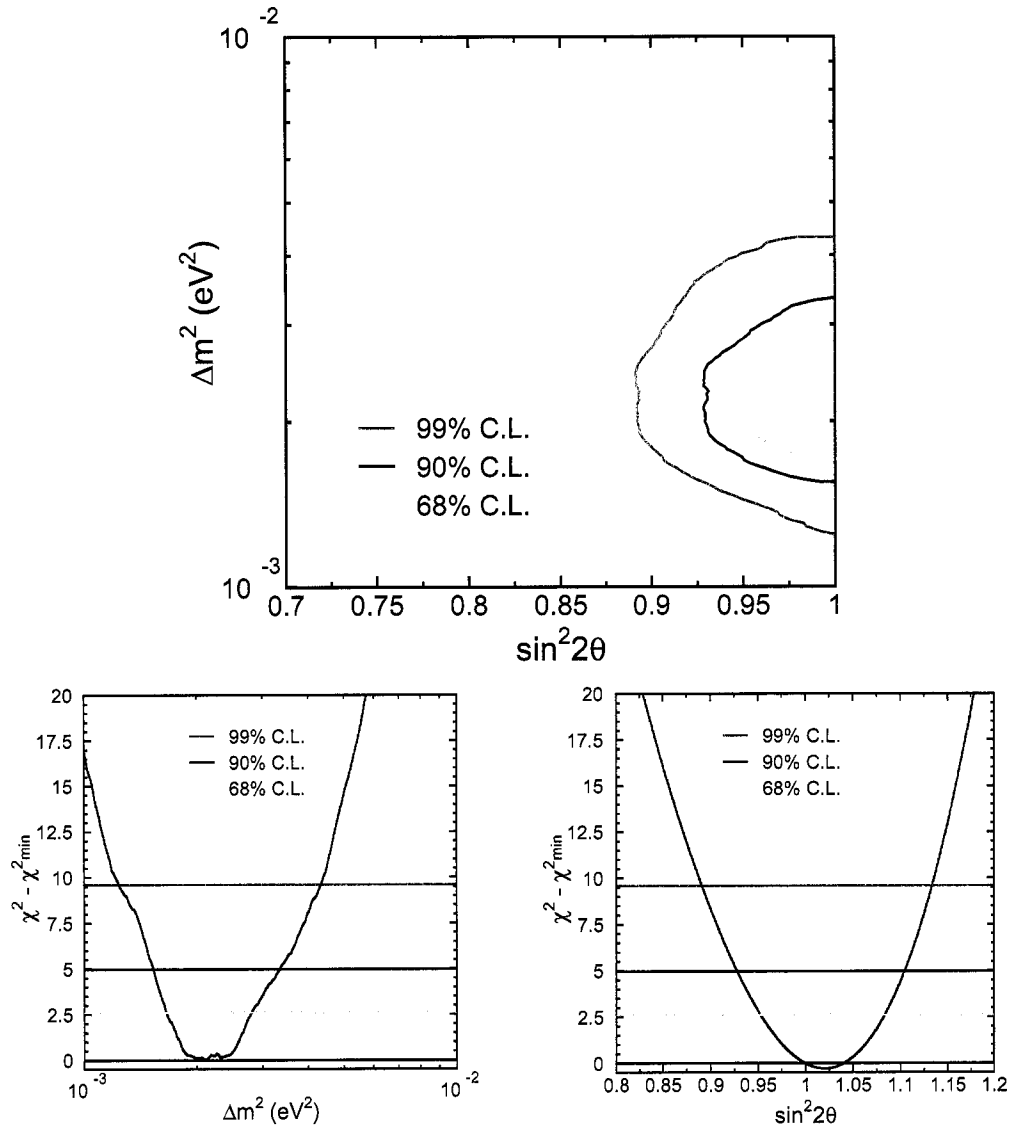 10 -2
Δm² (eV²)
99% C.L.
90% C.L.
68% C.L.
10 -3
0.7 0.75 0.8 0.85 0.9 0.95 1
sin²2θ
20
17.5
15
12.5
10
7.5
5
2.5
0
χ² - χ²min
99% C.L.
90% C.L.
68% C.L.
10-3 10-2
Δm² (eV²)
20
17.5
15
12.5
10
7.5
5
2.5
0
χ² - χ²min
99% C.L.
90% C.L.
68% C.L.
0.8 0.85 0.9 0.95 1 1.05 1.1 1.15 1.2
sin²2θ